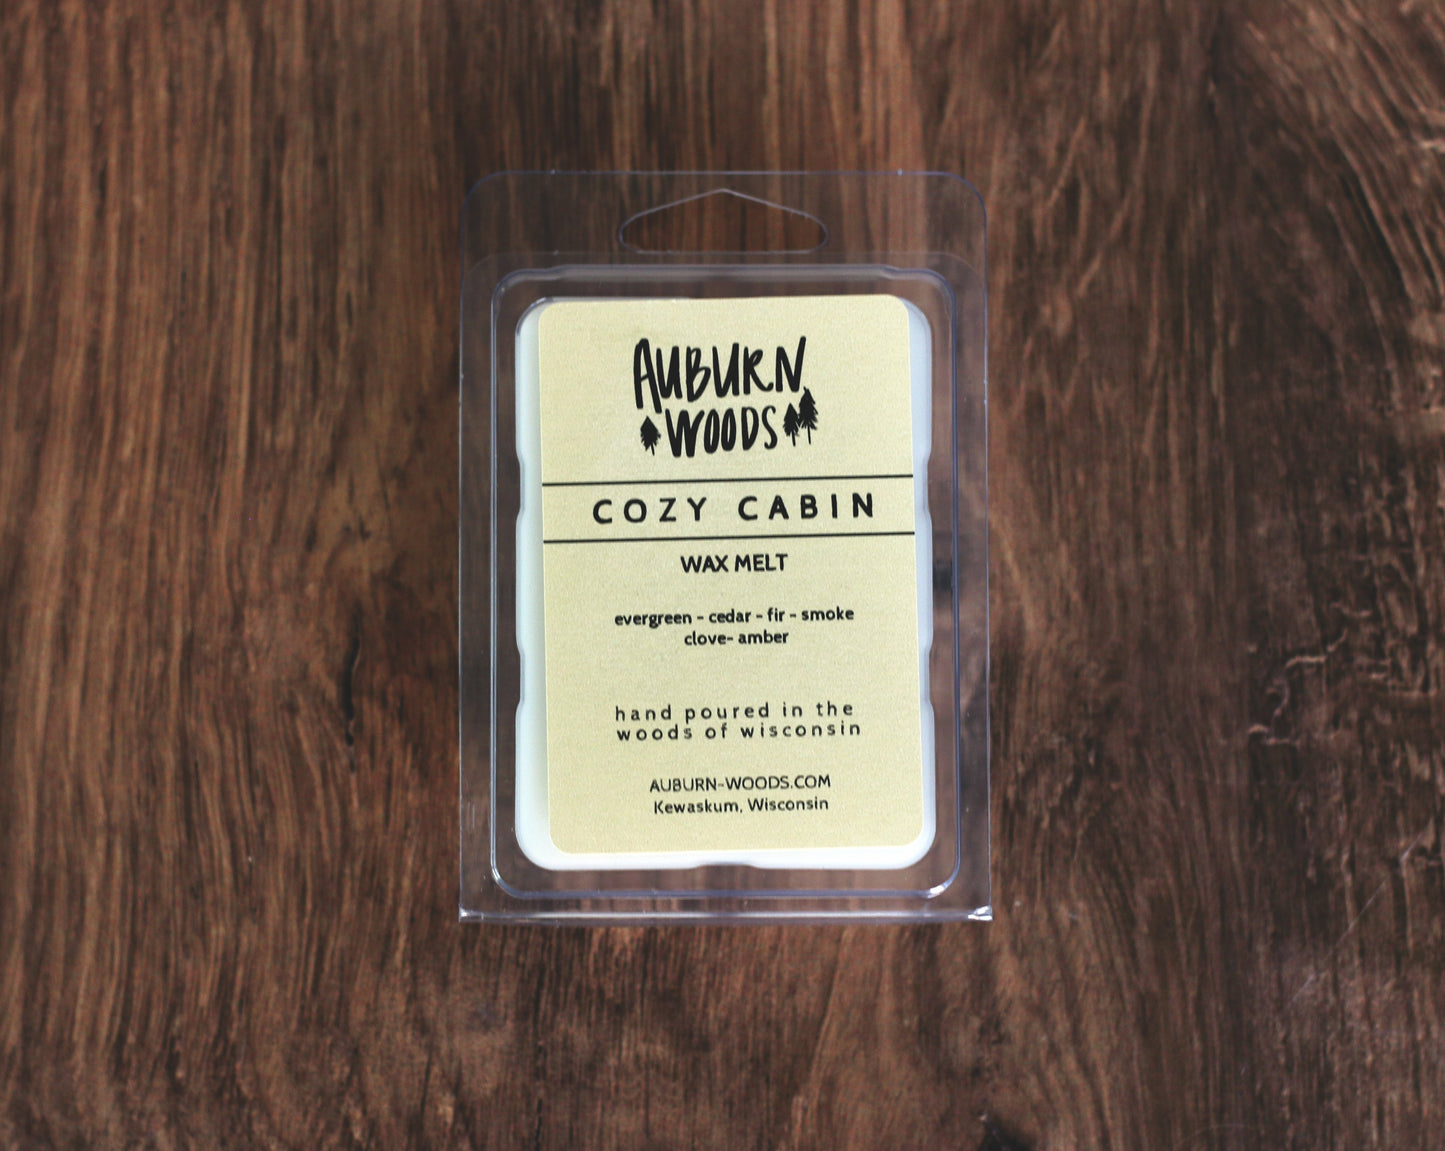 AUBURN
WOODS
COZY CABIN
WAX MELT
evergreen - cedar - fir - smoke
clove- amber
hand poured in the
woods of wisconsin
AUBURN-WOODS.COM
Kewaskum, Wisconsin